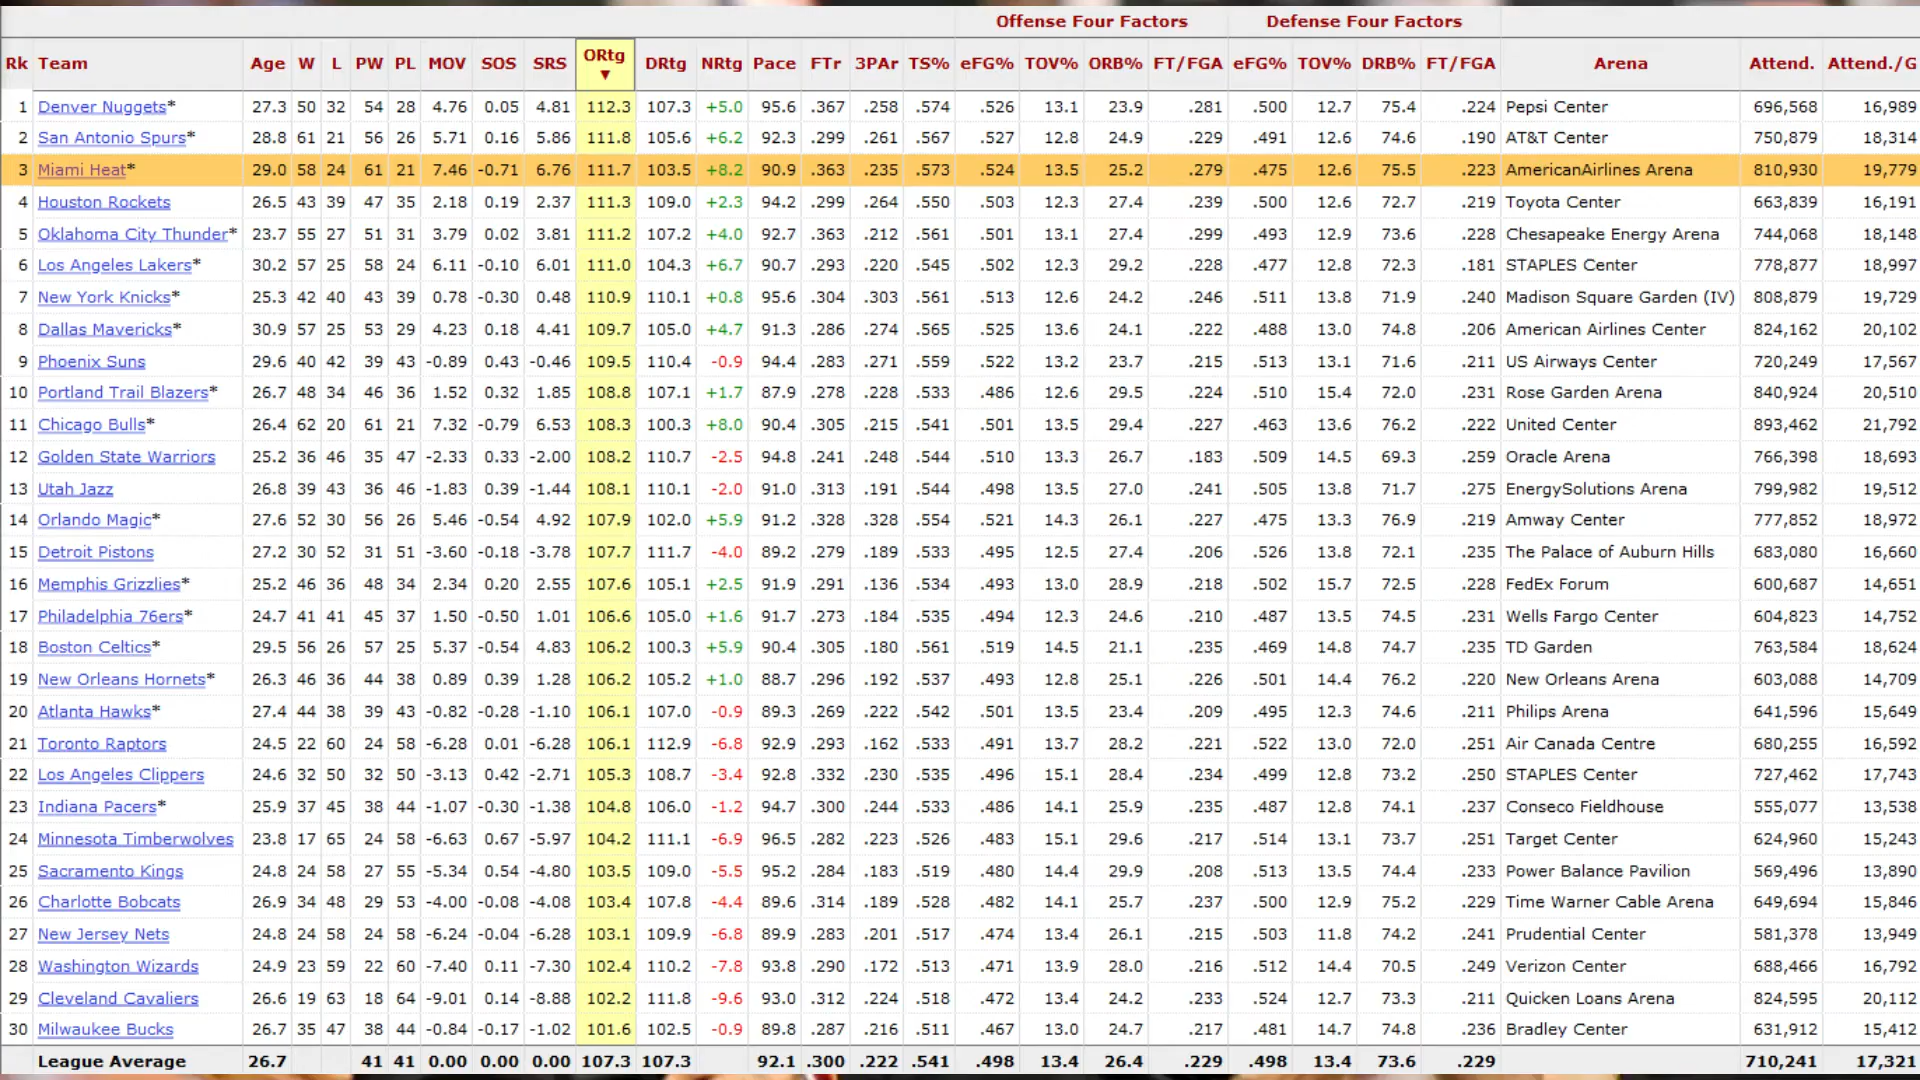 Offense Four Factors Defense Four Factors
Rk Team Age W L PW PL MOV SOS SRS ORtg ▼ DRtg NRtg Pace FTr 3PAr TS% eFG% TOV% ORB% FT/FGA eFG% TOV% DRB% FT/FGA Arena Attend. Attend./G
1 Denver Nuggets* 27.3 50 32 54 28 4.76 0.05 4.81 112.3 107.3 +5.0 95.6 .367 .258 .574 .526 13.1 23.9 .281 .500 12.7 75.4 .224 Pepsi Center 696,568 16,989
2 San Antonio Spurs* 28.8 61 21 56 26 5.71 0.16 5.86 111.8 105.6 +6.2 92.3 .299 .261 .567 .527 12.8 24.9 .229 .491 12.6 74.6 .190 AT&T Center 750,879 18,314
3 Miami Heat* 29.0 58 24 61 21 7.46 -0.71 6.76 111.7 103.5 +8.2 90.9 .363 .235 .573 .524 13.5 25.2 .279 .475 12.6 75.5 .223 AmericanAirlines Arena 810,930 19,779
4 Houston Rockets 26.5 43 39 47 35 2.18 0.19 2.37 111.3 109.0 +2.3 94.2 .299 .264 .550 .503 12.3 27.4 .239 .500 12.6 72.7 .219 Toyota Center 663,839 16,191
5 Oklahoma City Thunder* 23.7 55 27 51 31 3.79 0.02 3.81 111.2 107.2 +4.0 92.7 .363 .212 .561 .501 13.1 27.4 .299 .493 12.9 73.6 .228 Chesapeake Energy Arena 744,068 18,148
6 Los Angeles Lakers* 30.2 57 25 58 24 6.11 -0.10 6.01 111.0 104.3 +6.7 90.7 .293 .220 .545 .502 12.3 29.2 .228 .477 12.8 72.3 .181 STAPLES Center 778,877 18,997
7 New York Knicks* 25.3 42 40 43 39 0.78 -0.30 0.48 110.9 110.1 +0.8 95.6 .304 .303 .561 .513 12.6 24.2 .246 .511 13.8 71.9 .240 Madison Square Garden (IV) 808,879 19,729
8 Dallas Mavericks* 30.9 57 25 53 29 4.23 0.18 4.41 109.7 105.0 +4.7 91.3 .286 .274 .565 .525 13.6 24.1 .222 .488 13.0 74.8 .206 American Airlines Center 824,162 20,102
9 Phoenix Suns 29.6 40 42 39 43 -0.89 0.43 -0.46 109.5 110.4 -0.9 94.4 .283 .271 .559 .522 13.2 23.7 .215 .513 13.1 71.6 .211 US Airways Center 720,249 17,567
10 Portland Trail Blazers* 26.7 48 34 46 36 1.52 0.32 1.85 108.8 107.1 +1.7 87.9 .278 .228 .533 .486 12.6 29.5 .224 .510 15.4 72.0 .231 Rose Garden Arena 840,924 20,510
11 Chicago Bulls* 26.4 62 20 61 21 7.32 -0.79 6.53 108.3 100.3 +8.0 90.4 .305 .215 .541 .501 13.5 29.4 .227 .463 13.6 76.2 .222 United Center 893,462 21,792
12 Golden State Warriors 25.2 36 46 35 47 -2.33 0.33 -2.00 108.2 110.7 -2.5 94.8 .241 .248 .544 .510 13.3 26.7 .183 .509 14.5 69.3 .259 Oracle Arena 766,398 18,693
13 Utah Jazz 26.8 39 43 36 46 -1.83 0.39 -1.44 108.1 110.1 -2.0 91.0 .313 .191 .544 .498 13.5 27.0 .241 .505 13.8 71.7 .275 EnergySolutions Arena 799,982 19,512
14 Orlando Magic* 27.6 52 30 56 26 5.46 -0.54 4.92 107.9 102.0 +5.9 91.2 .328 .328 .554 .521 14.3 26.1 .227 .475 13.3 76.9 .219 Amway Center 777,852 18,972
15 Detroit Pistons 27.2 30 52 31 51 -3.60 -0.18 -3.78 107.7 111.7 -4.0 89.2 .279 .189 .533 .495 12.5 27.4 .206 .526 13.8 72.1 .235 The Palace of Auburn Hills 683,080 16,660
16 Memphis Grizzlies* 25.2 46 36 48 34 2.34 0.20 2.55 107.6 105.1 +2.5 91.9 .291 .136 .534 .493 13.0 28.9 .218 .502 15.7 72.5 .228 FedEx Forum 600,687 14,651
17 Philadelphia 76ers* 24.7 41 41 45 37 1.50 -0.50 1.01 106.6 105.0 +1.6 91.7 .273 .184 .535 .494 12.3 24.6 .210 .487 13.5 74.5 .231 Wells Fargo Center 604,823 14,752
18 Boston Celtics* 29.5 56 26 57 25 5.37 -0.54 4.83 106.2 100.3 +5.9 90.4 .305 .180 .561 .519 14.5 21.1 .235 .469 14.8 74.7 .235 TD Garden 763,584 18,624
19 New Orleans Hornets* 26.3 46 36 44 38 0.89 0.39 1.28 106.2 105.2 +1.0 88.7 .296 .192 .537 .493 12.8 25.1 .226 .501 14.4 76.2 .220 New Orleans Arena 603,088 14,709
20 Atlanta Hawks* 27.4 44 38 39 43 -0.82 -0.28 -1.10 106.1 107.0 -0.9 89.3 .269 .222 .542 .501 13.5 23.4 .209 .495 12.3 74.6 .211 Philips Arena 641,596 15,649
21 Toronto Raptors 24.5 22 60 24 58 -6.28 0.01 -6.28 106.1 112.9 -6.8 92.9 .293 .162 .533 .491 13.7 28.2 .221 .522 13.0 72.0 .251 Air Canada Centre 680,255 16,592
22 Los Angeles Clippers 24.6 32 50 32 50 -3.13 0.42 -2.71 105.3 108.7 -3.4 92.8 .332 .230 .535 .496 15.1 28.4 .234 .499 12.8 73.2 .250 STAPLES Center 727,462 17,743
23 Indiana Pacers* 25.9 37 45 38 44 -1.07 -0.30 -1.38 104.8 106.0 -1.2 94.7 .300 .244 .533 .486 14.1 25.9 .235 .487 12.8 74.1 .237 Conseco Fieldhouse 555,077 13,538
24 Minnesota Timberwolves 23.8 17 65 24 58 -6.63 0.67 -5.97 104.2 111.1 -6.9 96.5 .282 .223 .526 .483 15.1 29.6 .217 .514 13.1 73.7 .251 Target Center 624,960 15,243
25 Sacramento Kings 24.8 24 58 27 55 -5.34 0.54 -4.80 103.5 109.0 -5.5 95.2 .284 .183 .519 .480 14.4 29.9 .208 .513 13.5 74.4 .233 Power Balance Pavilion 569,496 13,890
26 Charlotte Bobcats 26.9 34 48 29 53 -4.00 -0.08 -4.08 103.4 107.8 -4.4 89.6 .314 .189 .528 .482 14.1 25.7 .237 .500 12.9 75.2 .229 Time Warner Cable Arena 649,694 15,846
27 New Jersey Nets 24.8 24 58 24 58 -6.24 -0.04 -6.28 103.1 109.9 -6.8 89.9 .283 .201 .517 .474 13.4 26.1 .215 .503 11.8 74.2 .241 Prudential Center 581,378 13,949
28 Washington Wizards 24.9 23 59 22 60 -7.40 0.11 -7.30 102.4 110.2 -7.8 93.8 .290 .172 .513 .471 13.9 28.0 .216 .512 14.4 70.5 .249 Verizon Center 688,466 16,792
29 Cleveland Cavaliers 26.6 19 63 18 64 -9.01 0.14 -8.88 102.2 111.8 -9.6 93.0 .312 .224 .518 .472 13.4 24.2 .233 .524 12.7 73.3 .211 Quicken Loans Arena 824,595 20,112
30 Milwaukee Bucks 26.7 35 47 38 44 -0.84 -0.17 -1.02 101.6 102.5 -0.9 89.8 .287 .216 .511 .467 13.0 24.7 .217 .481 14.7 74.8 .236 Bradley Center 631,912 15,412
League Average 26.7 41 41 0.00 0.00 0.00 107.3 107.3 92.1 .300 .222 .541 .498 13.4 26.4 .229 .498 13.4 73.6 .229 710,241 17,321